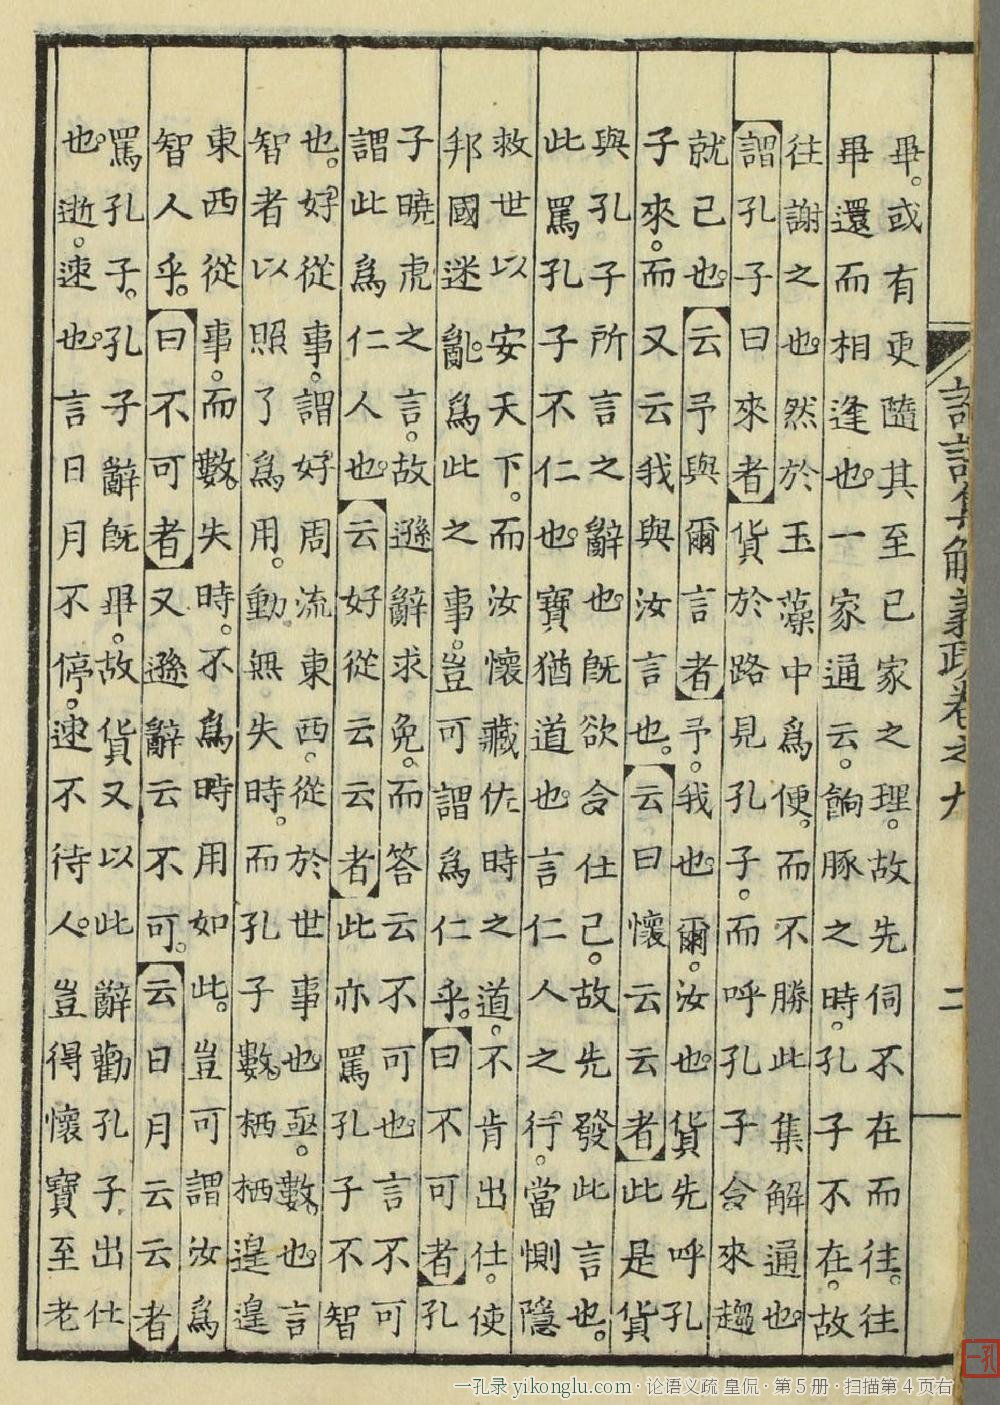 畢。或有更隨其至已家之理。故先伺不在而往。往
畢還而相逢也。一家通云。餉豚之時。孔子不在。故
往謝之也。然於玉藻中爲便。而不勝此集解通也。
謂孔子曰來者貨於路見孔子。而呼孔子令來趨
就己也。云予與爾言者予。我也。爾。汝也。貨先呼孔
子來。而又云我與汝言也。云曰懷云云者此是貨
與孔子所言之辭也。既欲令仕己。故先發此言也。
此罵孔子不仁也。寶猶道也。言仁人之行。當惻隱
救世以安天下。而汝懷藏佐時之道。不肯出仕。使
邦國迷亂。爲此之事。豈可謂爲仁乎。曰不可者孔
子曉虎之言。故遜辭求免。而答云不可也。言不可
謂此爲仁人也。云好從云云者此亦罵孔子不智
也。好從事。謂好周流東西。從於世事也。亟。數也。言
智者以照了爲用。動無失時。而孔子數。栖栖遑遑
東西從事。而數。失時。不爲時用如此。豈可謂汝爲
智人乎。曰不可者又遜辭云不可。云日月云云者
罵孔子。孔子辭既畢。故貨又以此辭勸孔子出仕
也。逝。速也。言日月不停。速不待人。豈得懷寶至老
論語集解義疏卷之九
二
一孔录 yikonglu.com · 论语义疏 皇侃 · 第 5 册 · 扫描第 4 页右
一孔